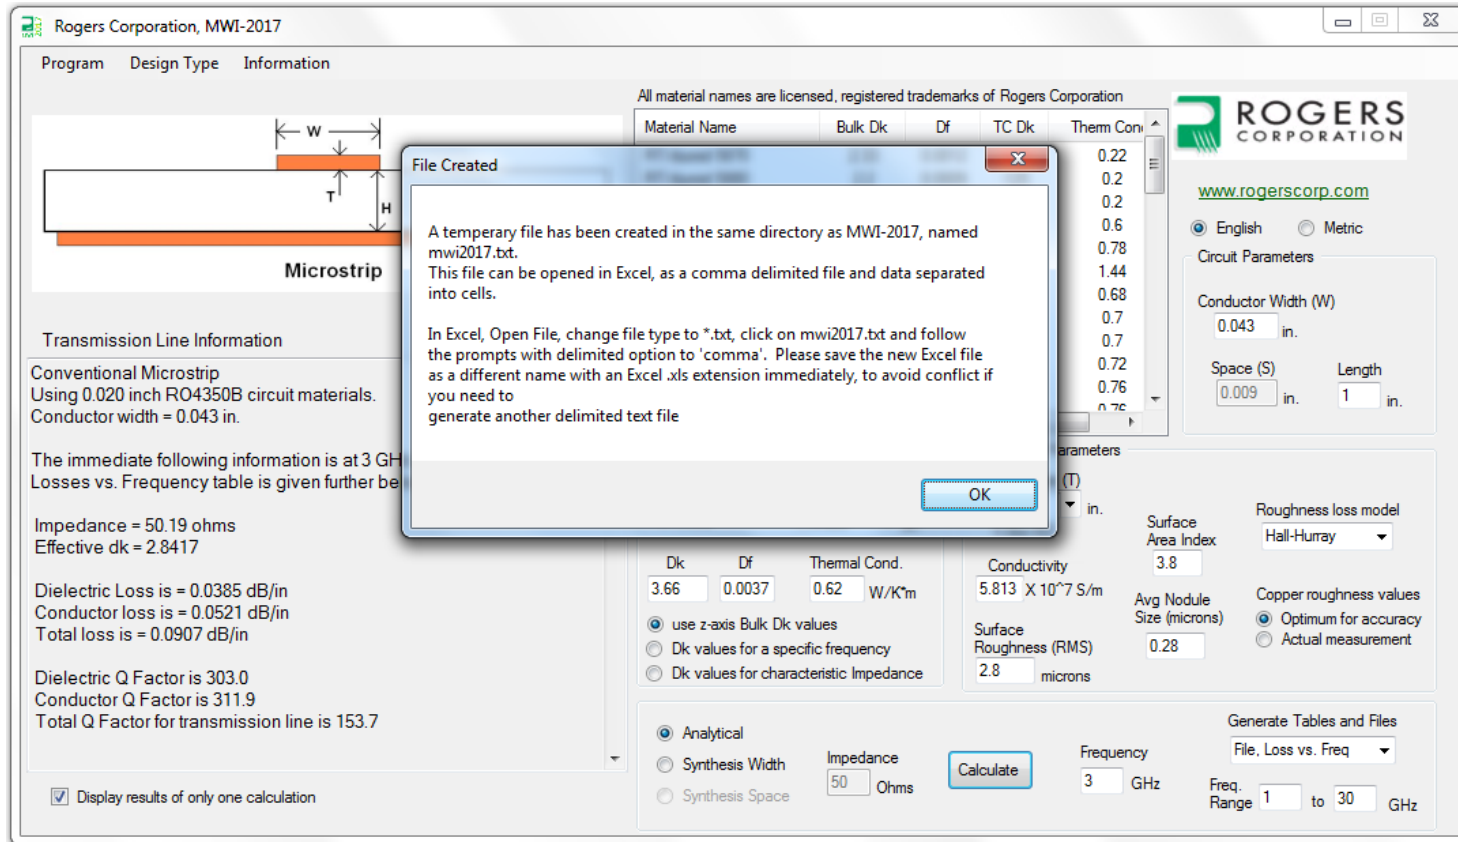 Rogers Corporation, MWI-2017
Program Design Type Information
All material names are licensed, registered trademarks of Rogers Corporation
Material Name Bulk Dk Df TC Dk Therm Con
0.22
0.2
0.2
0.6
0.78
1.44
0.68
0.7
0.7
0.72
0.76
0.76
ROGERS
CORPORATION
www.rogerscorp.com
English Metric
Circuit Parameters
Conductor Width (W)
0.043 in.
Space (S) Length
0.009 in. 1 in.
W
T
H
Microstrip
File Created
A temperary file has been created in the same directory as MWI-2017, named
mwi2017.txt.
This file can be opened in Excel, as a comma delimited file and data separated
into cells.
In Excel, Open File, change file type to *.txt, click on mwi2017.txt and follow
the prompts with delimited option to 'comma'. Please save the new Excel file
as a different name with an Excel .xls extension immediately, to avoid conflict if
you need to
generate another delimited text file
OK
Transmission Line Information
Conventional Microstrip
Using 0.020 inch RO4350B circuit materials.
Conductor width = 0.043 in.
The immediate following information is at 3 GH
Losses vs. Frequency table is given further be
Impedance = 50.19 ohms
Effective dk = 2.8417
Dielectric Loss is = 0.0385 dB/in
Conductor loss is = 0.0521 dB/in
Total loss is = 0.0907 dB/in
Dielectric Q Factor is 303.0
Conductor Q Factor is 311.9
Total Q Factor for transmission line is 153.7
Display results of only one calculation
Dk Df Thermal Cond.
3.66 0.0037 0.62 W/K*m
use z-axis Bulk Dk values
Dk values for a specific frequency
Dk values for characteristic Impedance
arameters
(T)
in.
Conductivity
5.813 X 10^7 S/m
Surface
Roughness (RMS)
2.8 microns
Surface
Area Index
3.8
Avg Nodule
Size (microns)
0.28
Roughness loss model
Hall-Hurray
Copper roughness values
Optimum for accuracy
Actual measurement
Analytical
Synthesis Width
Synthesis Space
Impedance
50 Ohms
Calculate
Frequency
3 GHz
Generate Tables and Files
File, Loss vs. Freq
Freq.
Range 1 to 30 GHz